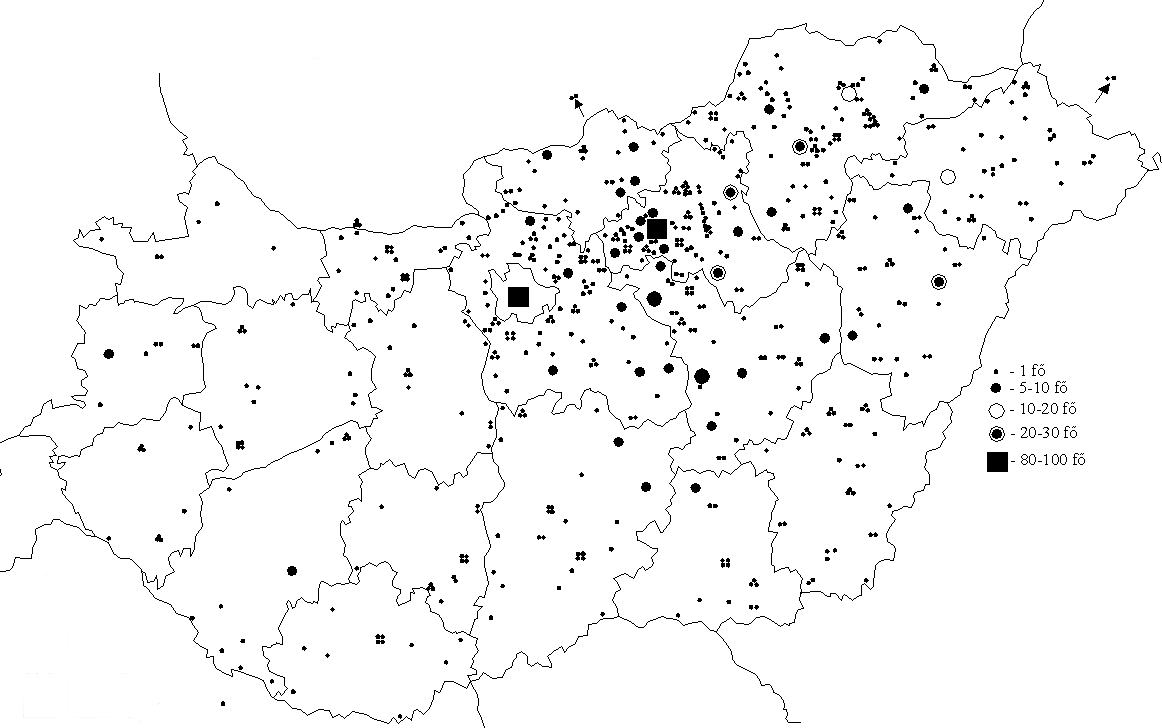 - 1 fő
- 5-10 fő
- 10-20 fő
- 20-30 fő
- 80-100 fő